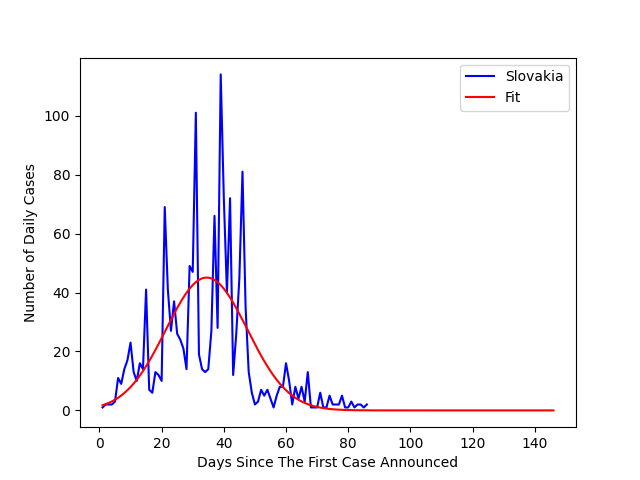 Slovakia
Fit
Number of Daily Cases
100
80
60
40
20
0
0 20 40 60 80 100 120 140
Days Since The First Case Announced